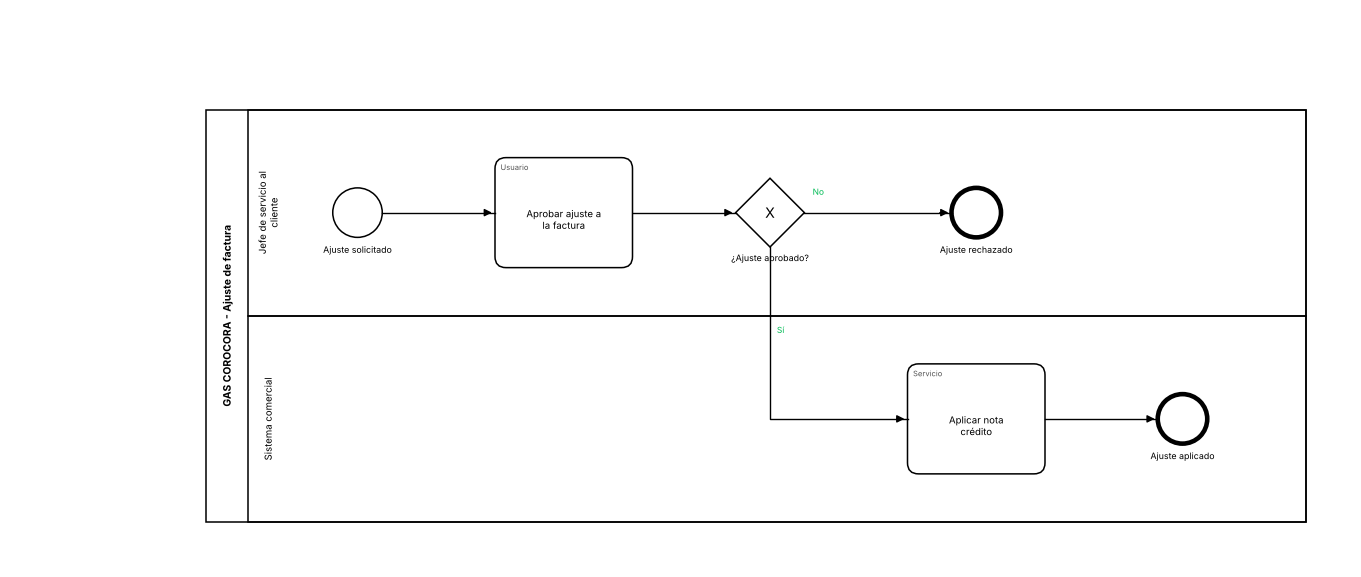 GAS COROCORA - Ajuste de factura
Jefe de servicio al
cliente
Ajuste solicitado
Usuario
Aprobar ajuste a
la factura
X
¿Ajuste aprobado?
No
Ajuste rechazado
Sistema comercial
Sí
Servicio
Aplicar nota
crédito
Ajuste aplicado